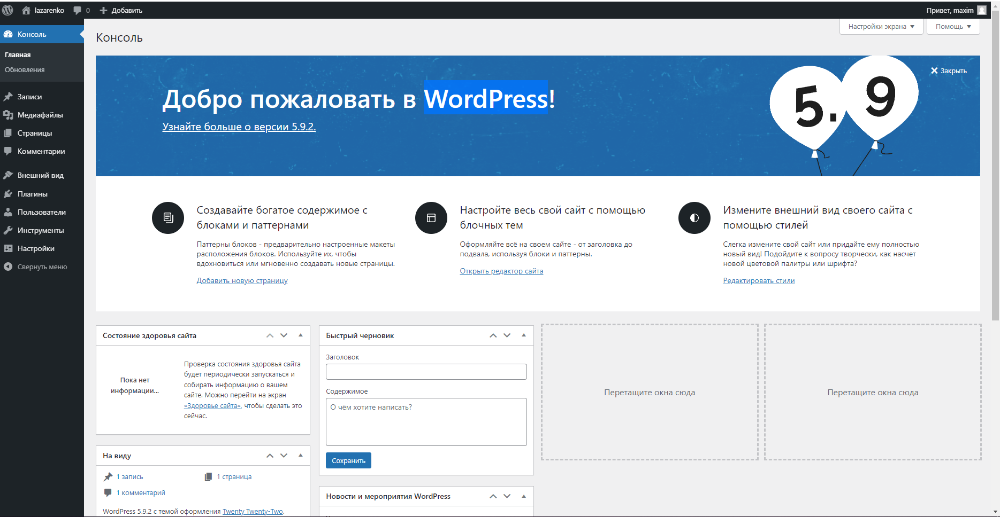 lazarenko
0
Добавить
Привет, maxim
Консоль
Главная
Обновления
Записи
Медиафайлы
Страницы
Комментарии
Внешний вид
Плагины
Пользователи
Инструменты
Настройки
Свернуть меню
Настройки экрана
Помощь
Консоль
Закрыть
Добро пожаловать в WordPress!
Узнайте больше о версии 5.9.2.
5.9
Создавайте богатое содержимое с
блоками и паттернами
Паттерны блоков - предварительно настроенные макеты
расположения блоков. Используйте их, чтобы
вдохновиться или мгновенно создавать новые страницы.
Добавить новую страницу
Настройте весь свой сайт с помощью
блочных тем
Оформляйте всё на своем сайте - от заголовка до
подвала, используя блоки и паттерны.
Открыть редактор сайта
Измените внешний вид своего сайта с
помощью стилей
Слегка измените свой сайт или придайте ему полностью
новый вид! Подойдите к вопросу творчески, как насчет
новой цветовой палитры или шрифта?
Редактировать стили
Состояние здоровья сайта
Пока нет
информации...
Проверка состояния здоровья сайта
будет периодически запускаться и
собирать информацию о вашем
сайте. Можно перейти на экран
«Здоровье сайта», чтобы сделать это
сейчас.
На виду
1 запись
1 страница
1 комментарий
WordPress 5.9.2 с темой оформления Twenty Twenty-Two.
Быстрый черновик
Заголовок
Содержимое
О чём хотите написать?
Сохранить
Новости и мероприятия WordPress
Перетащите окна сюда
Перетащите окна сюда